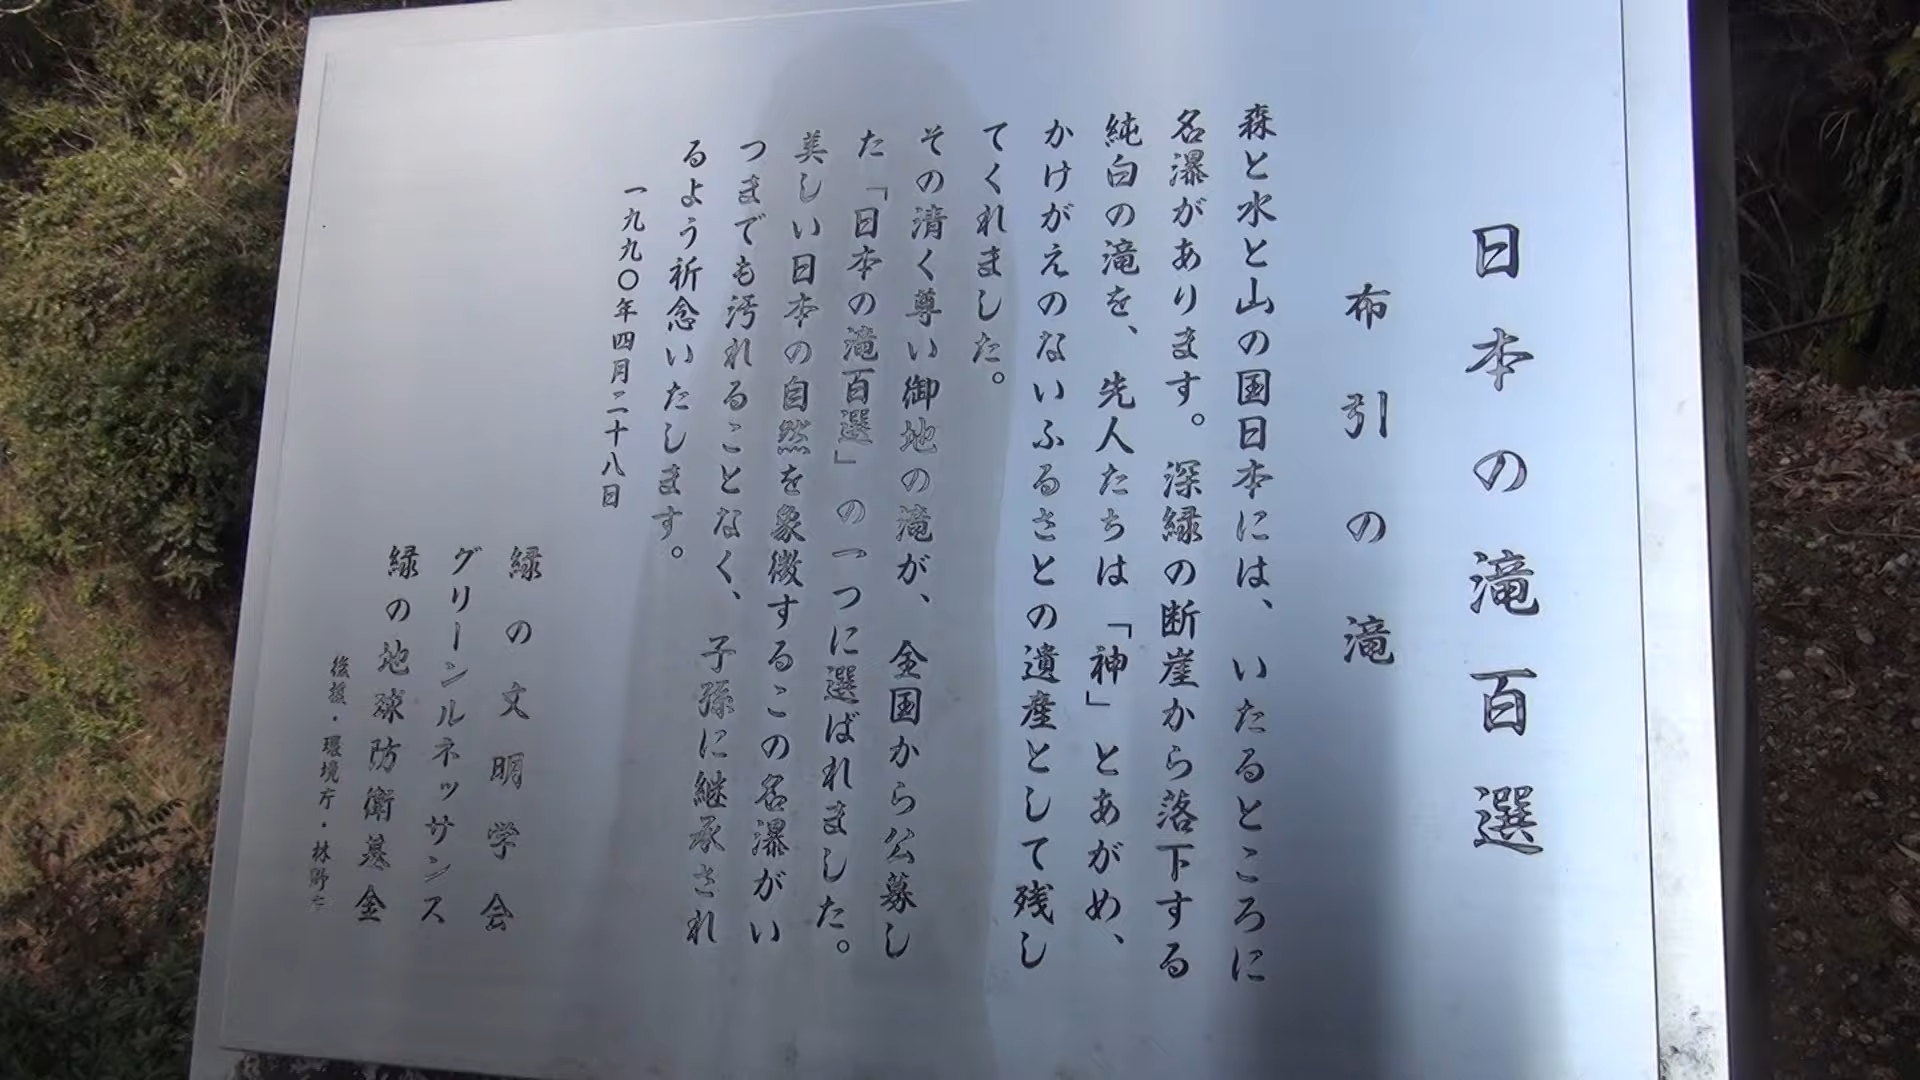 日本の滝百選
布引の滝
森と水と山の国日本には、いたるところに
名瀑があります。深緑の断崖から落下する
純白の滝を、先人たちは「神」とあがめ、
かけがえのないふるさとの遺産として残し
てくれました。
その清く尊い御地の滝が、全国から公募し
た「日本の滝百選」の一つに選ばれました。
美しい日本の自然を象徴するこの名瀑がい
つまでも汚れることなく、子孫に継承され
るよう祈念いたします。
一九九〇年四月二十八日
緑の文明学会
グリーンルネッサンス
緑の地球防衛基金
後援・環境庁・林野庁